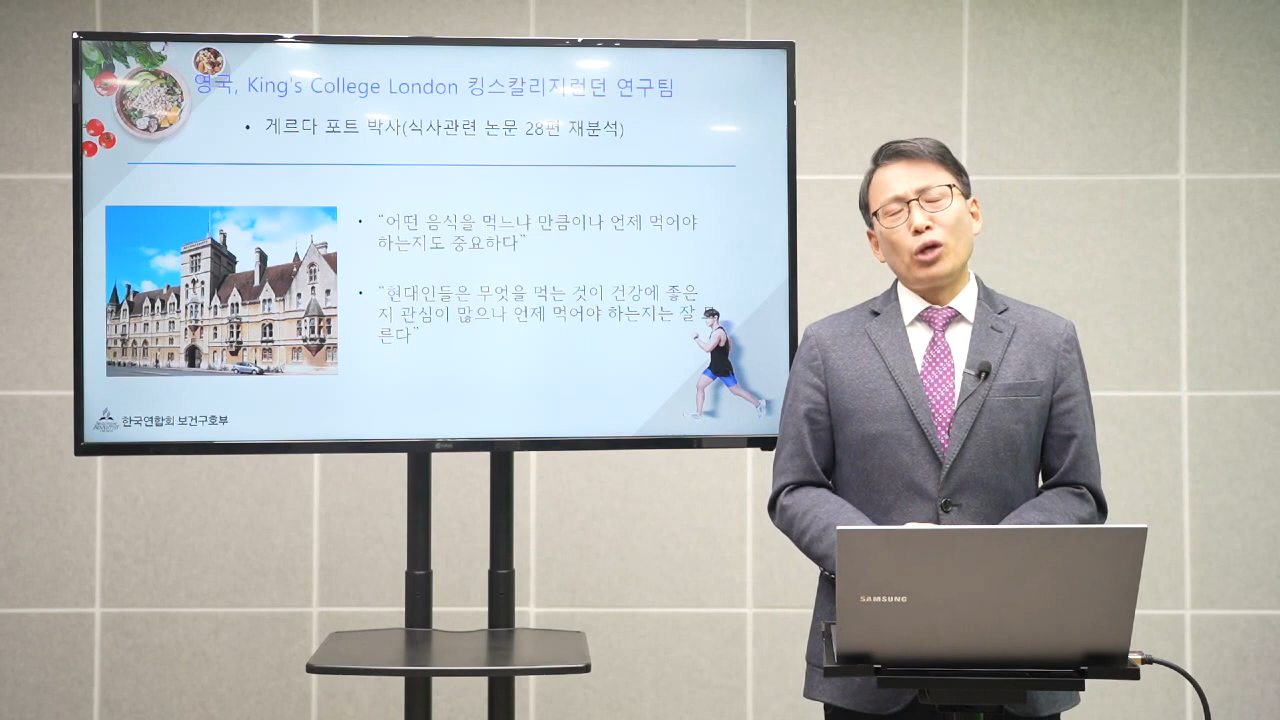 영국, King's College London 킹스칼리지런던 연구팀
• 게르다 포트 박사(식사관련 논문 28편 재분석)
• “어떤 음식을 먹느냐 만큼이나 언제 먹어야
하는지도 중요하다”
• “현대인들은 무엇을 먹는 것이 건강에 좋은
지 관심이 많으나 언제 먹어야 하는지는 잘 모
른다”
한국연합회 보건구호부
SAMSUNG